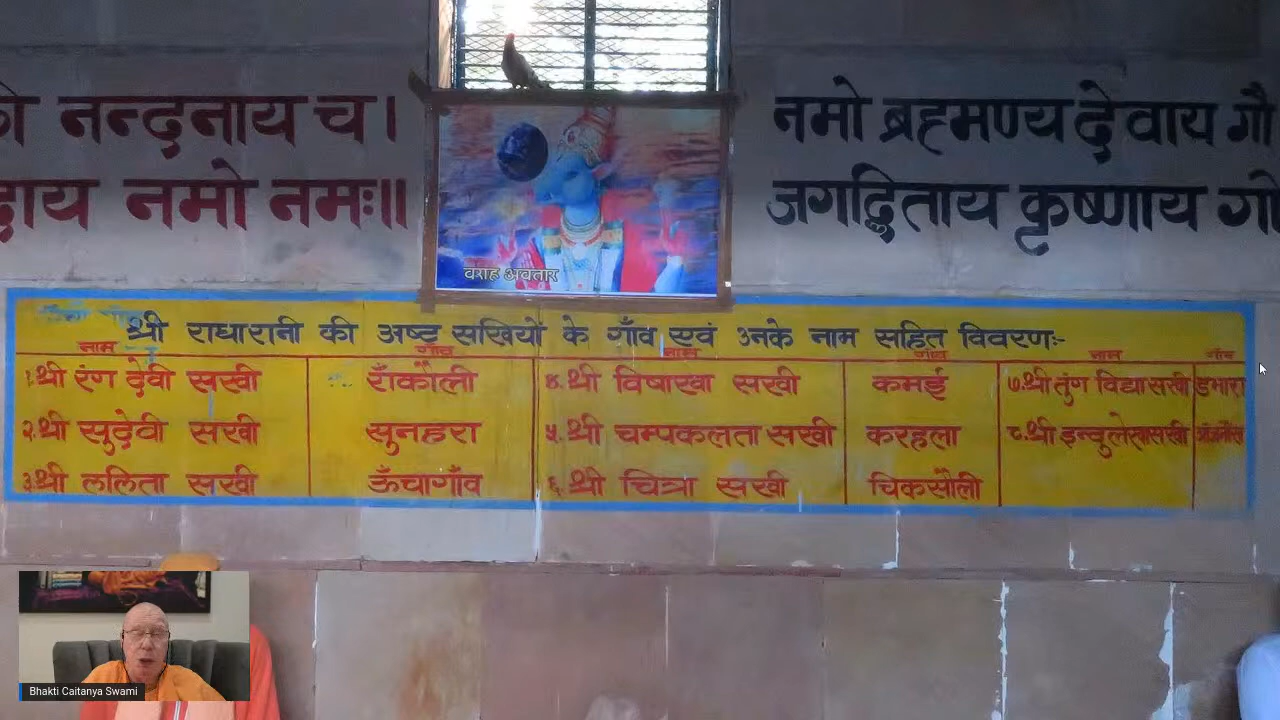 नन्दनाय च।
नमो नमः॥
नमो ब्रह्मण्य देवाय गौ
जगद्धिताय कृष्णाय गो
वराह अवतार
श्री राधारानी की अष्ट सखियो के गाँव एवं उनके नाम सहित विवरणः-
नाम गाँव नाम गाँव नाम गाँव
१.श्री रंग देवी सखी राँकौली ४.श्री विषाखा सखी कमई ७.श्री तुंग विद्या सखी डभारा
२.श्री सुदेवी सखी सुनहरा ५.श्री चम्पकलता सखी करहला ८.श्री इन्दुलेखा सखी
३.श्री ललिता सखी ऊँचागाँव ६.श्री चित्रा सखी चिकसौली
Bhakti Caitanya Swami